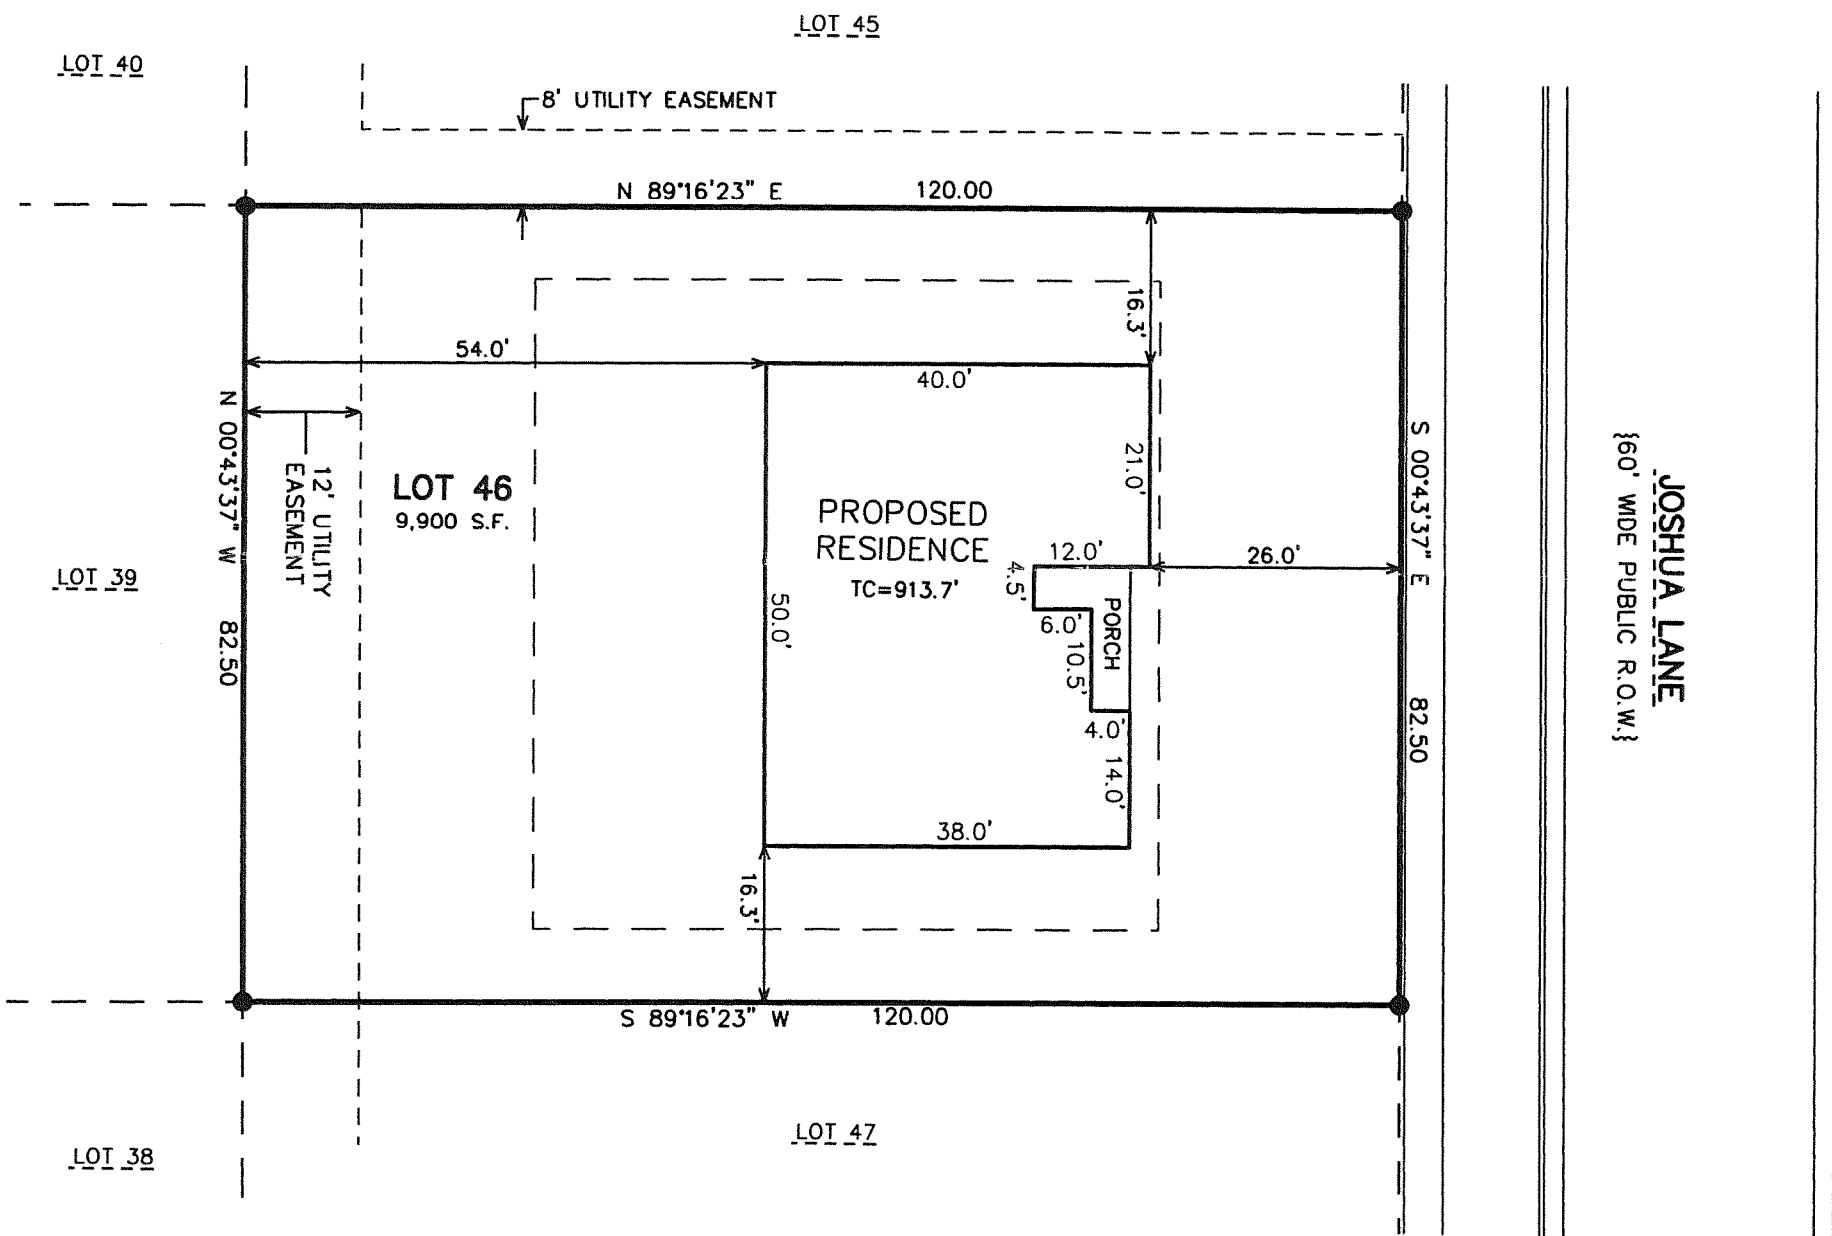 LOT 45
LOT 40
8' UTILITY EASEMENT
N 89°16'23" E 120.00
16.3'
54.0'
40.0'
N 00°43'37" W 82.50
12' UTILITY
EASEMENT
LOT 46
9,900 S.F.
21.0'
PROPOSED
RESIDENCE
TC=913.7'
12.0'
26.0'
4.5'
6.0'
PORCH
10.5'
4.0'
14.0'
50.0'
38.0'
16.3'
S 00°43'37" E 82.50
JOSHUA LANE
{60' WIDE PUBLIC R.O.W.}
LOT 39
S 89°16'23" W 120.00
LOT 47
LOT 38